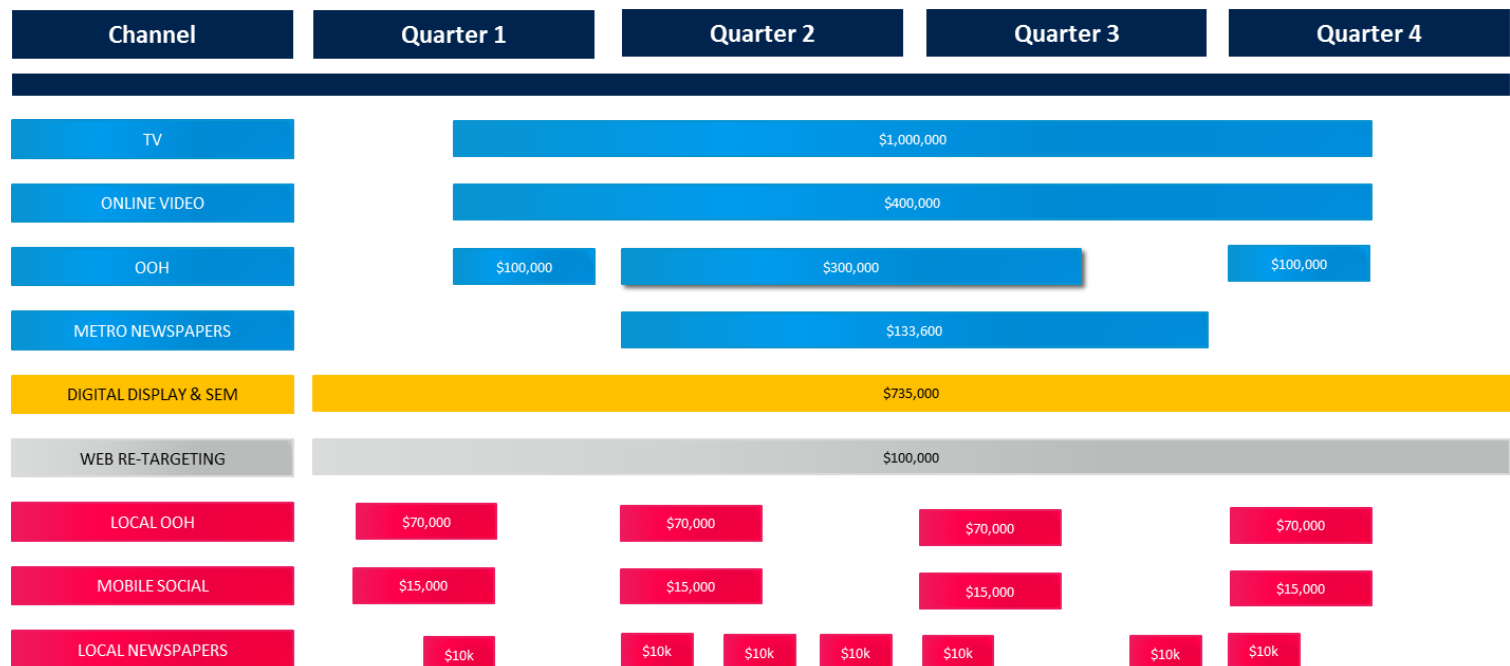 Channel Quarter 1 Quarter 2 Quarter 3 Quarter 4
TV $1,000,000
ONLINE VIDEO $400,000
OOH $100,000 $300,000 $100,000
METRO NEWSPAPERS $133,600
DIGITAL DISPLAY & SEM $735,000
WEB RE-TARGETING $100,000
LOCAL OOH $70,000 $70,000 $70,000 $70,000
MOBILE SOCIAL $15,000 $15,000 $15,000 $15,000
LOCAL NEWSPAPERS $10k $10k $10k $10k $10k $10k $10k